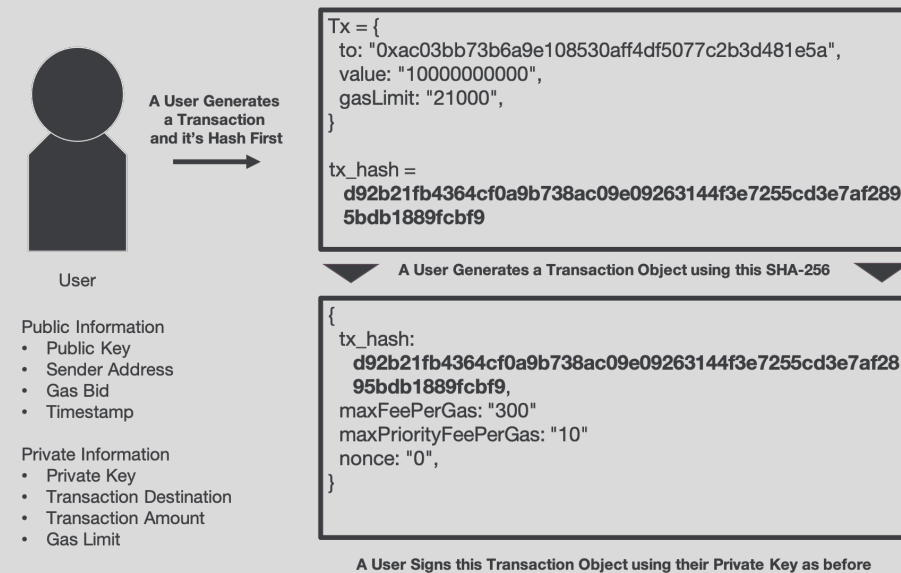 A User Generates
a Transaction
and it's Hash First
User
Public Information
• Public Key
• Sender Address
• Gas Bid
• Timestamp
Private Information
• Private Key
• Transaction Destination
• Transaction Amount
• Gas Limit
Tx = {
to: "0xac03bb73b6a9e108530aff4df5077c2b3d481e5a",
value: "10000000000",
gasLimit: "21000",
}
tx_hash =
d92b21fb4364cf0a9b738ac09e09263144f3e7255cd3e7af289
5bdb1889fcbf9
A User Generates a Transaction Object using this SHA-256
{
tx_hash:
d92b21fb4364cf0a9b738ac09e09263144f3e7255cd3e7af28
95bdb1889fcbf9,
maxFeePerGas: "300"
maxPriorityFeePerGas: "10"
nonce: "0",
}
A User Signs this Transaction Object using their Private Key as before